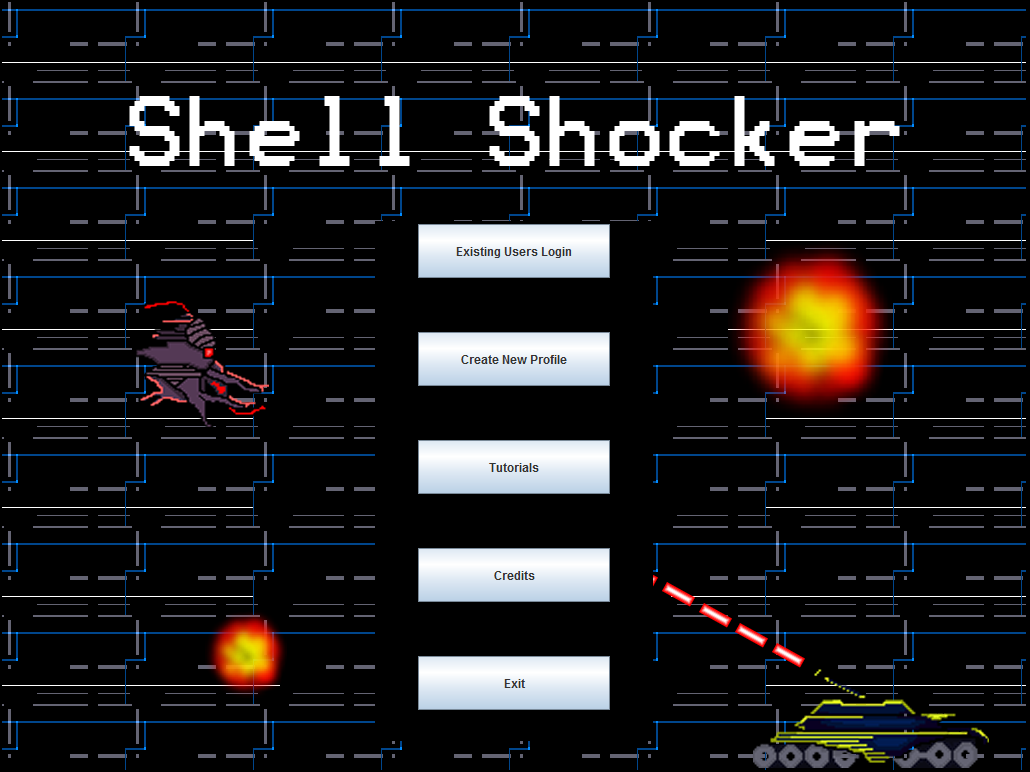 Shell Shocker
Existing Users Login
Create New Profile
Tutorials
Credits
Exit